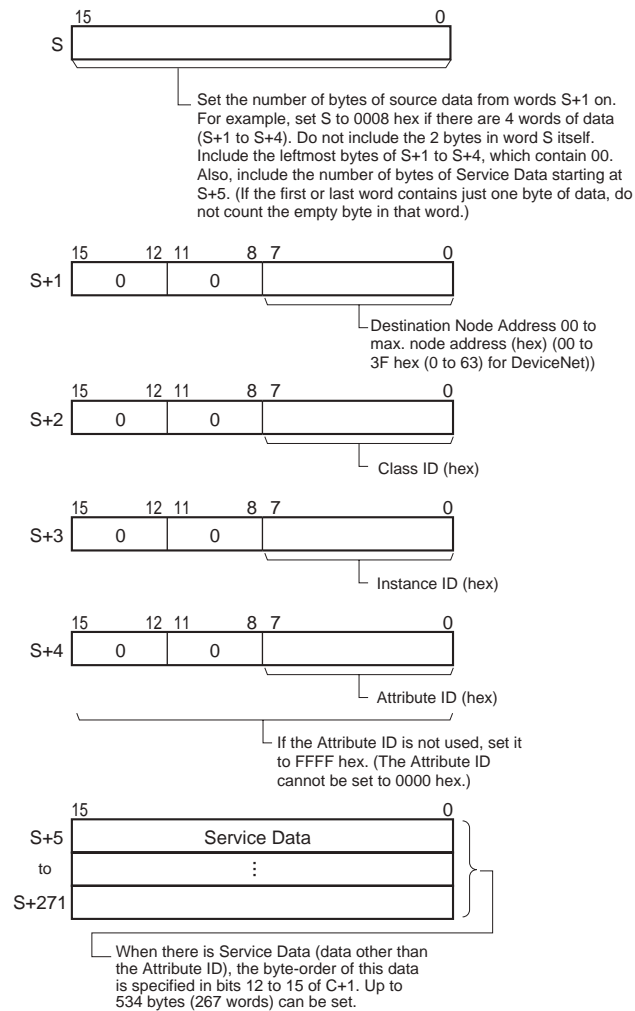 15 0
S
Set the number of bytes of source data from words S+1 on.
For example, set S to 0008 hex if there are 4 words of data
(S+1 to S+4). Do not include the 2 bytes in word S itself.
Include the leftmost bytes of S+1 to S+4, which contain 00.
Also, include the number of bytes of Service Data starting at
S+5. (If the first or last word contains just one byte of data, do
not count the empty byte in that word.)
15 12 11 8 7 0
S+1 0 0
Destination Node Address 00 to
max. node address (hex) (00 to
3F hex (0 to 63) for DeviceNet))
15 12 11 8 7 0
S+2 0 0
Class ID (hex)
15 12 11 8 7 0
S+3 0 0
Instance ID (hex)
15 12 11 8 7 0
S+4 0 0
Attribute ID (hex)
If the Attribute ID is not used, set it
to FFFF hex. (The Attribute ID
cannot be set to 0000 hex.)
15 0
S+5 Service Data
to ⋮
S+271
When there is Service Data (data other than
the Attribute ID), the byte-order of this data
is specified in bits 12 to 15 of C+1. Up to
534 bytes (267 words) can be set.